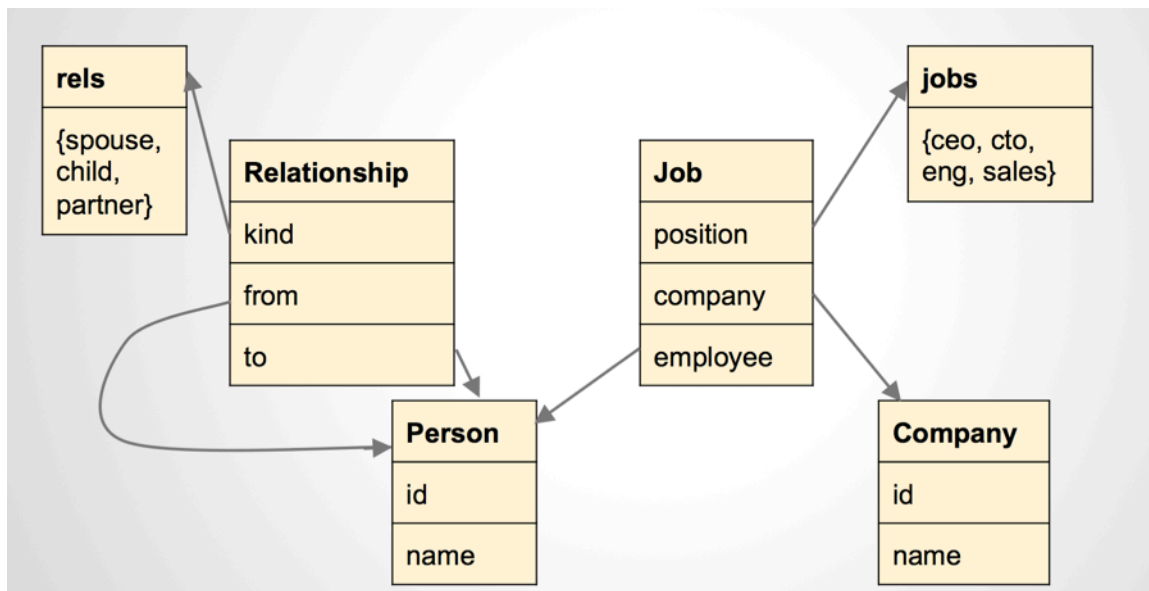 rels
{spouse,
child,
partner}
Relationship
kind
from
to
Job
position
company
employee
jobs
{ceo, cto,
eng, sales}
Person
id
name
Company
id
name